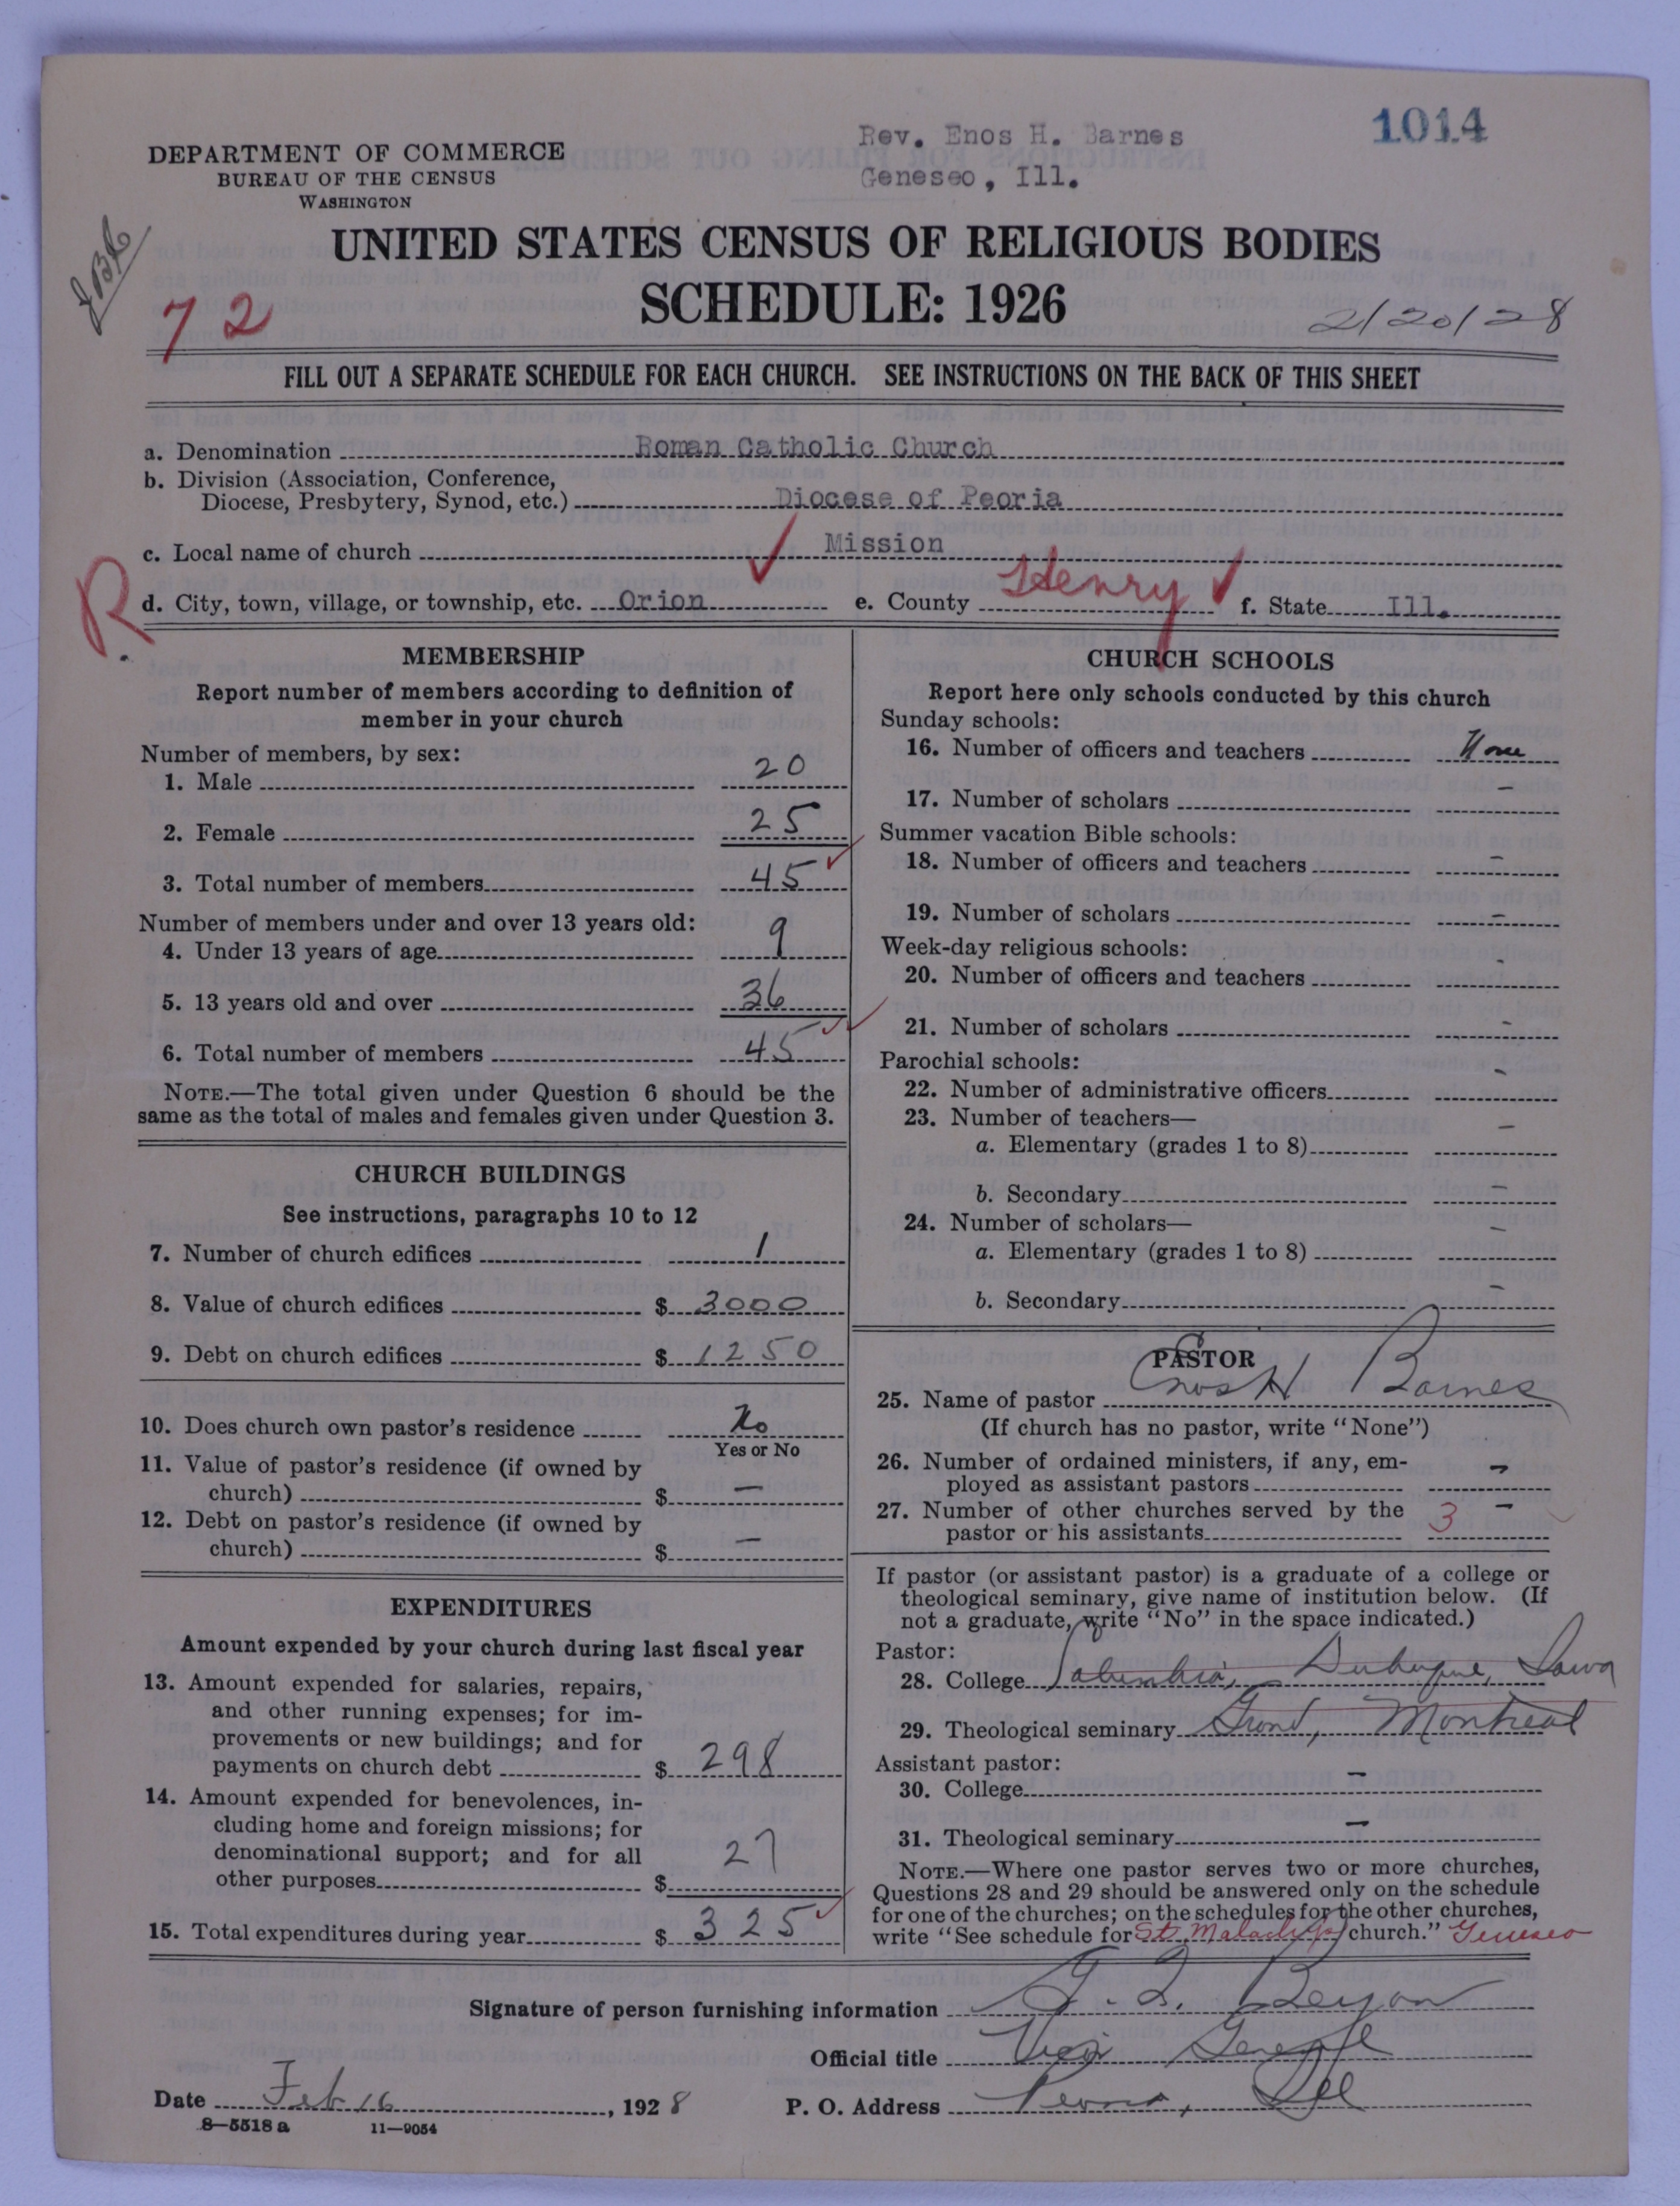 1014
Rev. Enos H. Barnes
Geneseo, Ill.
DEPARTMENT OF COMMERCE
BUREAU OF THE CENSUS
WASHINGTON
UNITED STATES CENSUS OF RELIGIOUS BODIES
SCHEDULE: 1926
72
2/20/28
FILL OUT A SEPARATE SCHEDULE FOR EACH CHURCH. SEE INSTRUCTIONS ON THE BACK OF THIS SHEET
a. Denomination Roman Catholic Church
b. Division (Association, Conference,
Diocese, Presbytery, Synod, etc.) Diocese of Peoria
c. Local name of church Mission
R
d. City, town, village, or township, etc. Orion e. County Henry f. State Ill.
MEMBERSHIP
Report number of members according to definition of
member in your church
Number of members, by sex:
1. Male 20
2. Female 25
3. Total number of members 45
Number of members under and over 13 years old:
4. Under 13 years of age 9
5. 13 years old and over 36
6. Total number of members 45
NOTE.—The total given under Question 6 should be the
same as the total of males and females given under Question 3.
CHURCH BUILDINGS
See instructions, paragraphs 10 to 12
7. Number of church edifices 1
8. Value of church edifices $ 3000
9. Debt on church edifices $ 1250
10. Does church own pastor's residence No
Yes or No
11. Value of pastor's residence (if owned by
church) $ —
12. Debt on pastor's residence (if owned by
church) $ —
EXPENDITURES
Amount expended by your church during last fiscal year
13. Amount expended for salaries, repairs,
and other running expenses; for im-
provements or new buildings; and for
payments on church debt $ 298
14. Amount expended for benevolences, in-
cluding home and foreign missions; for
denominational support; and for all
other purposes $ 27
15. Total expenditures during year $ 325
CHURCH SCHOOLS
Report here only schools conducted by this church
Sunday schools:
16. Number of officers and teachers None
17. Number of scholars -
Summer vacation Bible schools:
18. Number of officers and teachers -
19. Number of scholars -
Week-day religious schools:
20. Number of officers and teachers -
21. Number of scholars -
Parochial schools:
22. Number of administrative officers -
23. Number of teachers—
a. Elementary (grades 1 to 8) -
b. Secondary -
24. Number of scholars—
a. Elementary (grades 1 to 8) -
b. Secondary -
PASTOR
25. Name of pastor Enos H Barnes
(If church has no pastor, write "None")
26. Number of ordained ministers, if any, em-
ployed as assistant pastors -
27. Number of other churches served by the
pastor or his assistants 3 -
If pastor (or assistant pastor) is a graduate of a college or
theological seminary, give name of institution below. (If
not a graduate, write "No" in the space indicated.)
Pastor:
28. College Columbia, Dubuque, Iowa
29. Theological seminary Grand, Montreal
Assistant pastor:
30. College -
31. Theological seminary -
NOTE.—Where one pastor serves two or more churches,
Questions 28 and 29 should be answered only on the schedule
for one of the churches; on the schedules for the other churches,
write "See schedule for St. Malachy's church." Geneseo
Signature of person furnishing information
Official title Vicar General
Date Feb 16, 1928 P. O. Address Peoria, Ill
8—5518 a 11—9054